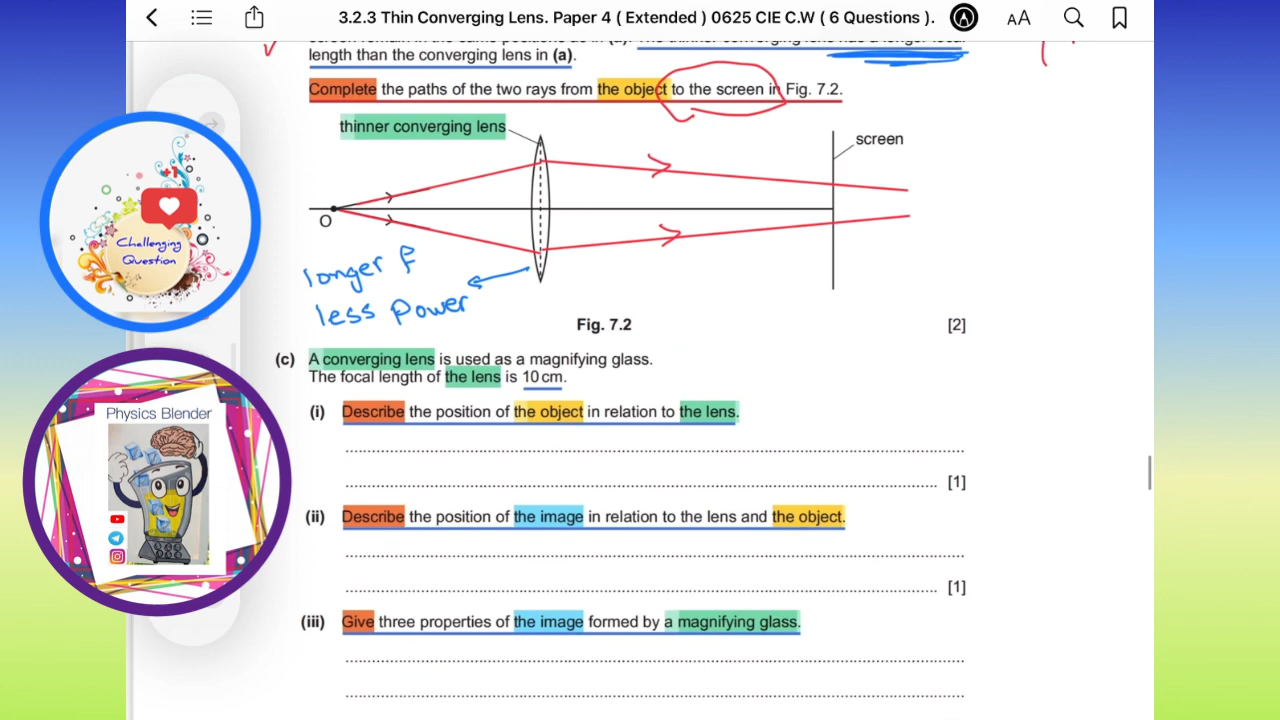 3.2.3 Thin Converging Lens. Paper 4 ( Extended ) 0625 CIE C.W ( 6 Questions ).
AA
length than the converging lens in (a).
Complete the paths of the two rays from the object to the screen in Fig. 7.2.
thinner converging lens
screen
O
longer f
less power
Fig. 7.2
[2]
(c) A converging lens is used as a magnifying glass.
The focal length of the lens is 10 cm.
(i) Describe the position of the object in relation to the lens.
[1]
(ii) Describe the position of the image in relation to the lens and the object.
[1]
(iii) Give three properties of the image formed by a magnifying glass.
+1
Challenging
Question
Physics Blender